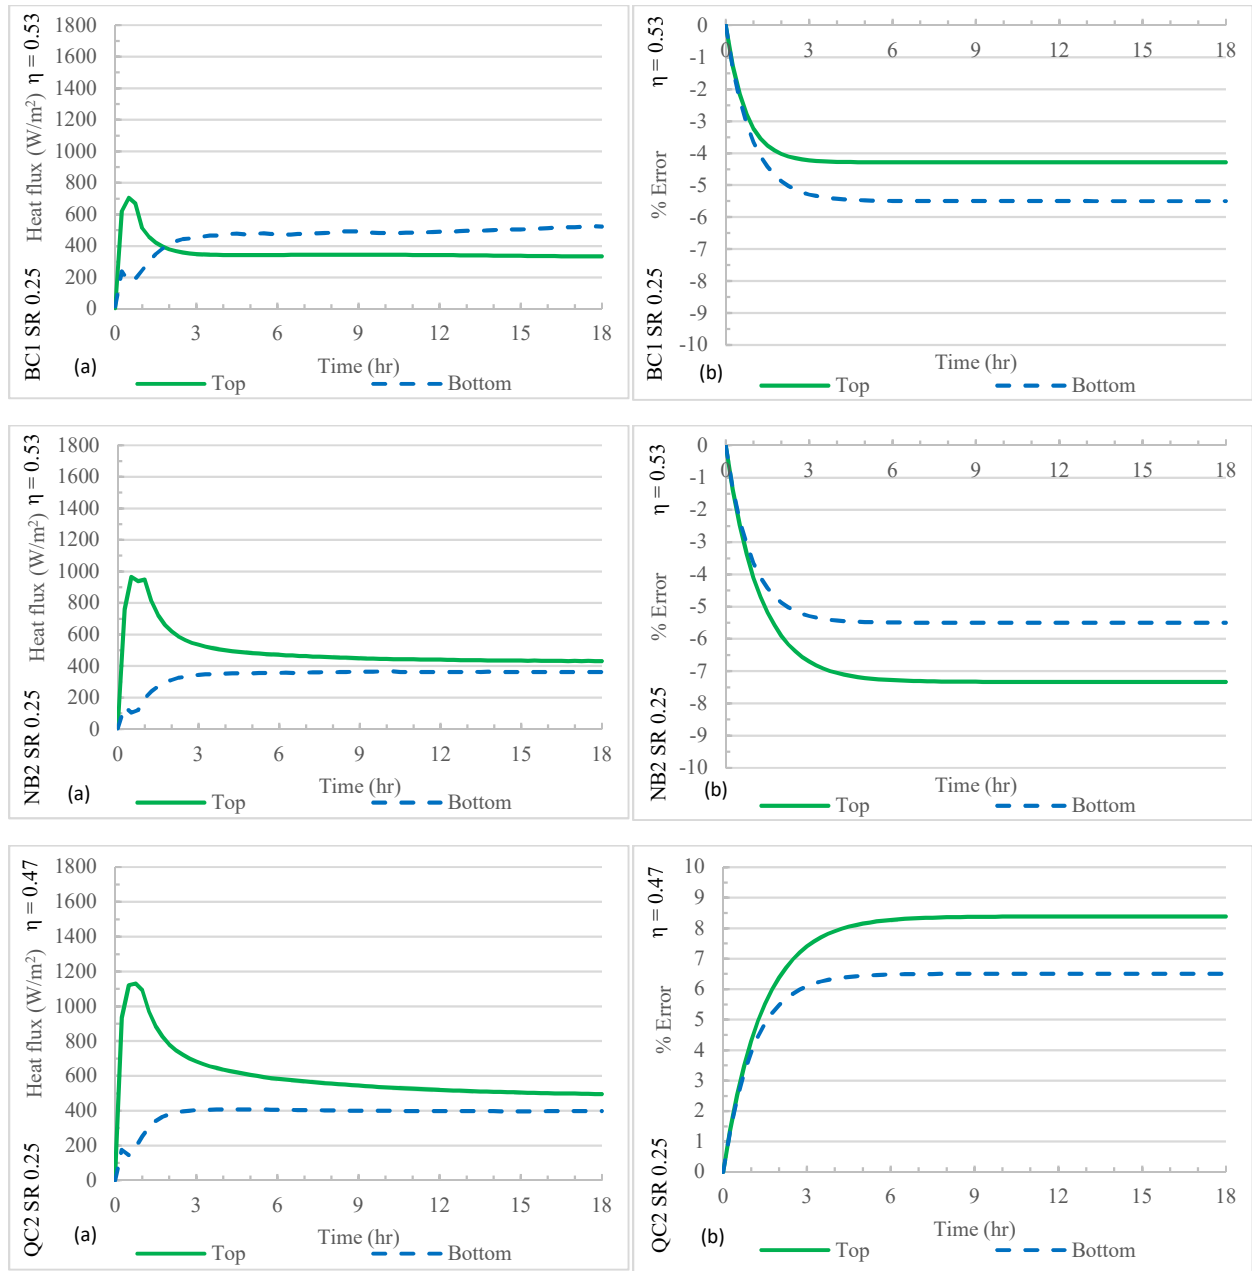 BC1 SR 0.25 Heat flux (W/m²) η = 0.53
1800
1600
1400
1200
1000
800
600
400
200
0
0 3 6 9 12 15 18
(a) Time (hr)
Top Bottom
BC1 SR 0.25 % Error η = 0.53
0
-1
-2
-3
-4
-5
-6
-7
-8
-9
-10
0 3 6 9 12 15 18
(b) Time (hr)
Top Bottom
NB2 SR 0.25 Heat flux (W/m²) η = 0.53
1800
1600
1400
1200
1000
800
600
400
200
0
0 3 6 9 12 15 18
(a) Time (hr)
Top Bottom
NB2 SR 0.25 % Error η = 0.53
0
-1
-2
-3
-4
-5
-6
-7
-8
-9
-10
0 3 6 9 12 15 18
(b) Time (hr)
Top Bottom
QC2 SR 0.25 Heat flux (W/m²) η = 0.47
1800
1600
1400
1200
1000
800
600
400
200
0
0 3 6 9 12 15 18
(a) Time (hr)
Top Bottom
QC2 SR 0.25 % Error η = 0.47
10
9
8
7
6
5
4
3
2
1
0
0 3 6 9 12 15 18
(b) Time (hr)
Top Bottom